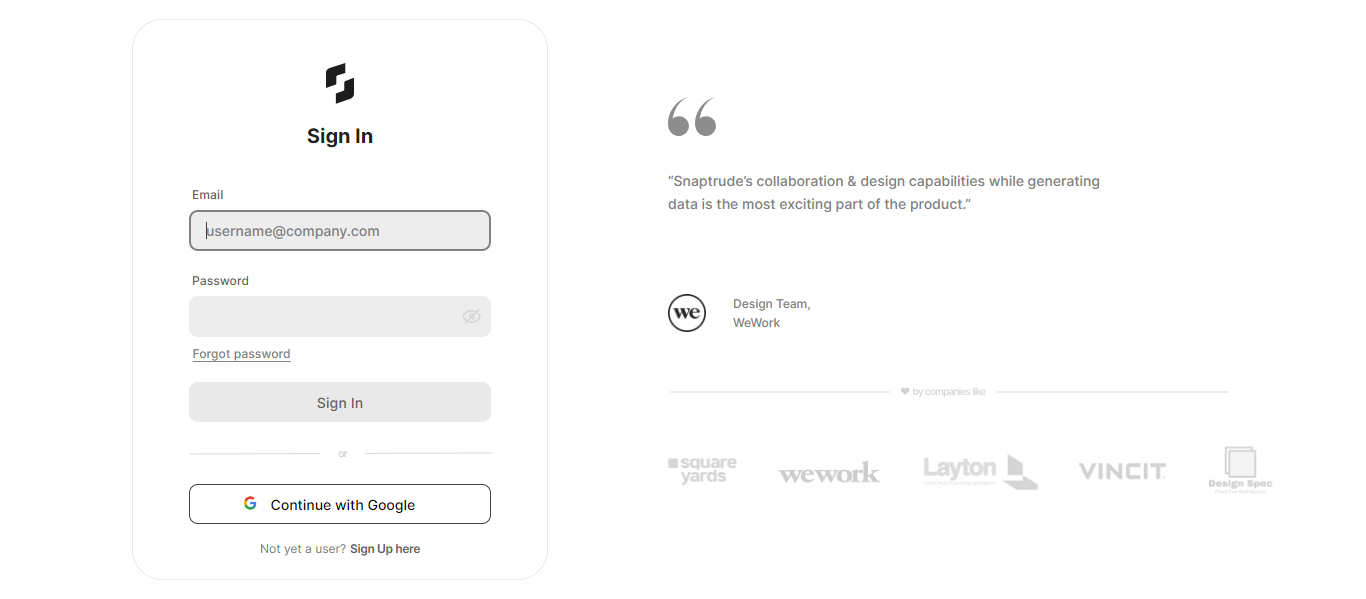 Sign In
Email
username@company.com
Password
Forgot password
Sign In
or
Continue with Google
Not yet a user? Sign Up here
“Snaptrude’s collaboration & design capabilities while generating
data is the most exciting part of the product.”
we
Design Team,
WeWork
by companies like
square
yards
wework
Layton
VINCIT
Design Spec